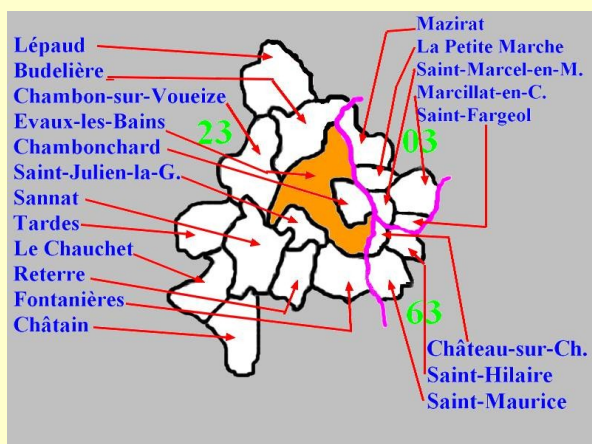 Lépaud
Budelière
Chambon-sur-Voueize
Evaux-les-Bains
Chambonchard
Saint-Julien-la-G.
Sannat
Tardes
Le Chauchet
Reterre
Fontanières
Châtain
23
Mazirat
La Petite Marche
Saint-Marcel-en-M.
Marcillat-en-C.
Saint-Fargeol
03
63
Château-sur-Ch.
Saint-Hilaire
Saint-Maurice